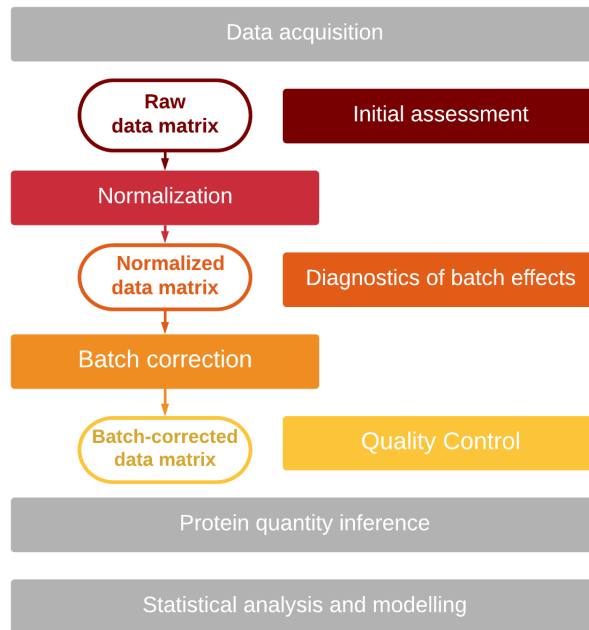 Data acquisition
Raw
data matrix
Initial assessment
Normalization
Normalized
data matrix
Diagnostics of batch effects
Batch correction
Batch-corrected
data matrix
Quality Control
Protein quantity inference
Statistical analysis and modelling